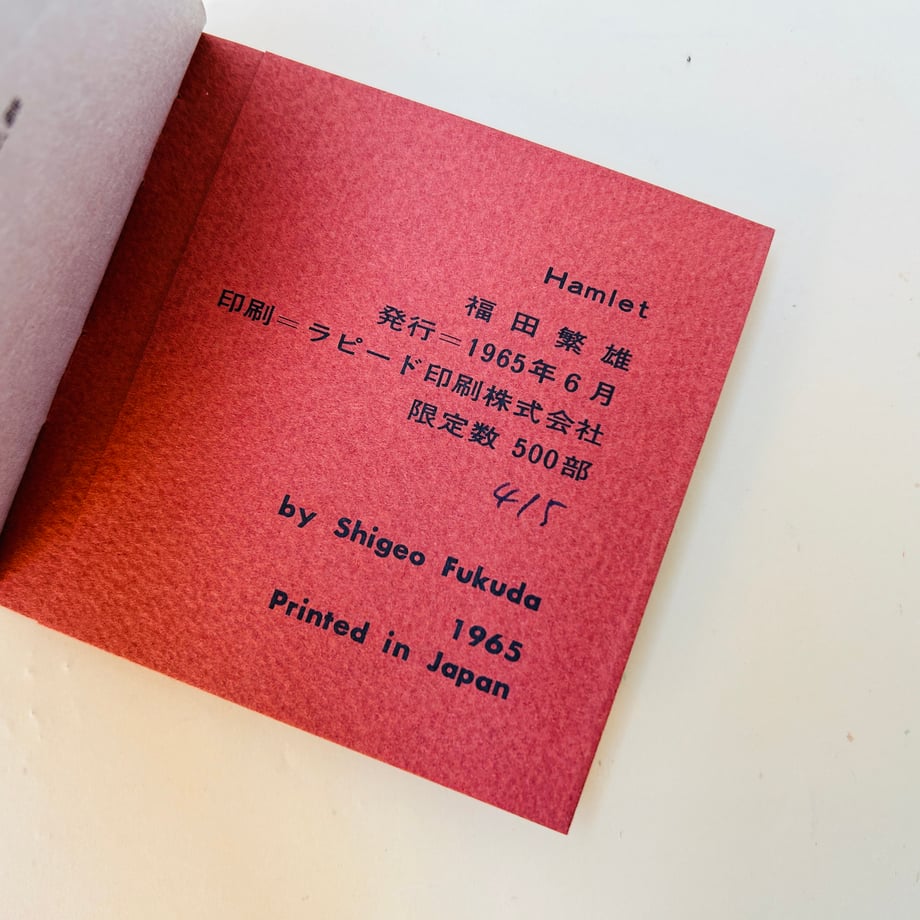 Hamlet
福田繁雄
発行＝1965年6月
印刷＝ラピード印刷株式会社
限定数 500部
415
by Shigeo Fukuda
1965
Printed in Japan